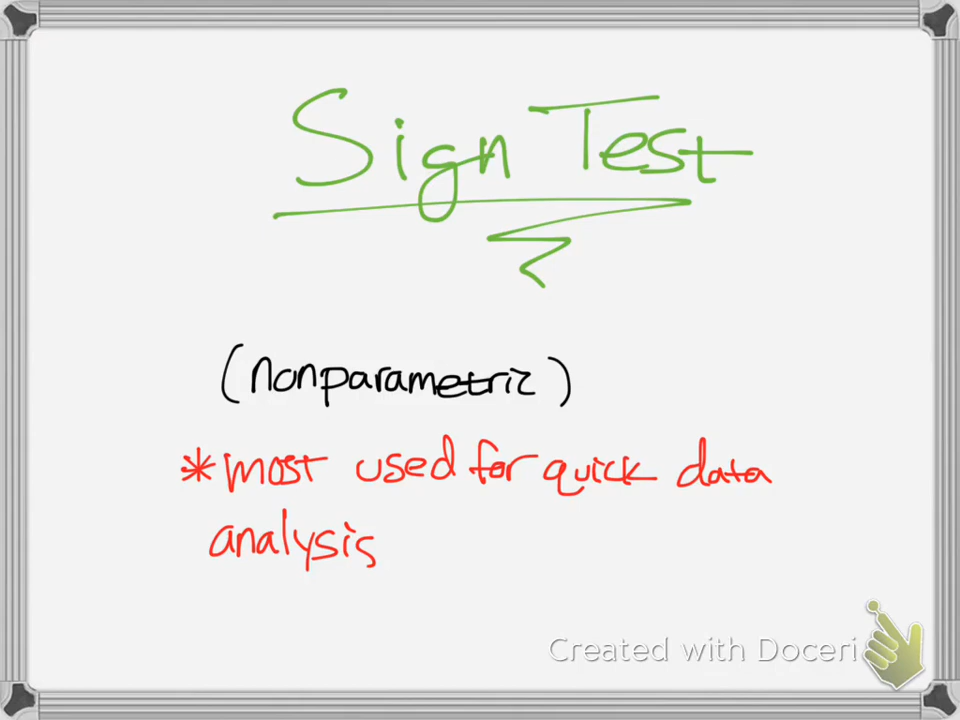 Sign Test
(nonparametric)
*most used for quick data
analysis
Created with Doceri